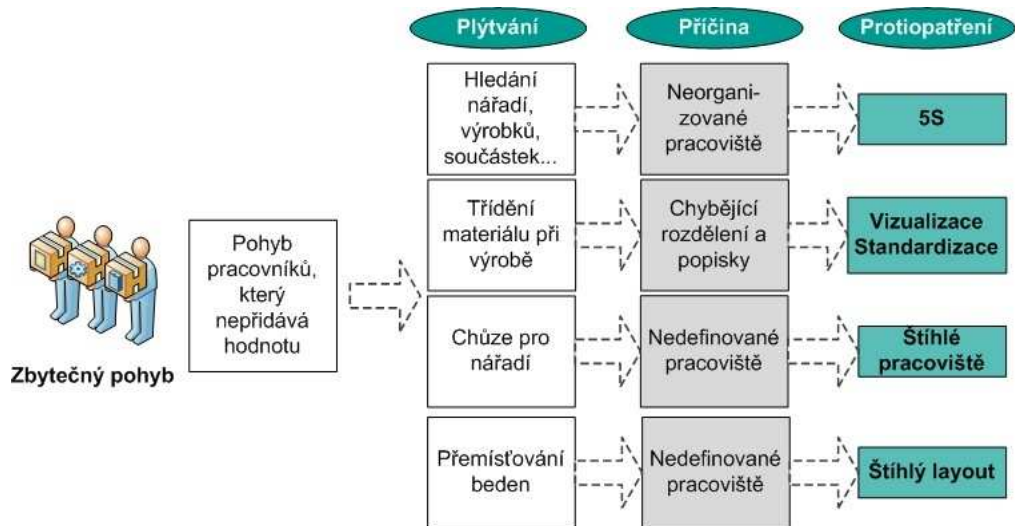 Plýtvání
Příčina
Protiopatření
Hledání
nářadí,
výrobků,
součástek...
Neorgani-
zované
pracoviště
5S
Třídění
materiálu při
výrobě
Chybějící
rozdělení a
popisky
Vizualizace
Standardizace
Pohyb
pracovníků,
který
nepřidává
hodnotu
Zbytečný pohyb
Chůze pro
nářadí
Nedefinované
pracoviště
Štíhlé
pracoviště
Přemísťování
beden
Nedefinované
pracoviště
Štíhlý layout